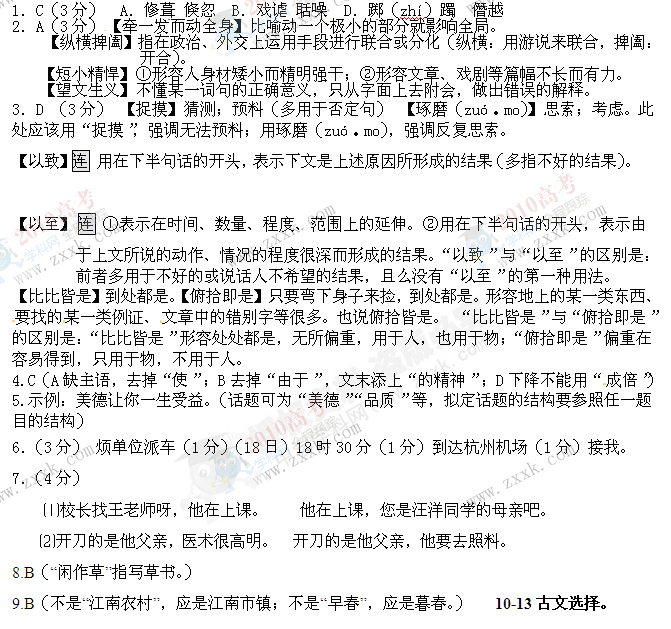 1. C（3分） A. 修葺 倏忽 B. 戏谑 聒噪 D. 踯（zhí）躅 僭越
2. A（3分）【牵一发而动全身】比喻动一个极小的部分就影响全局。
【纵横捭阖】指在政治、外交上运用手段进行联合或分化（纵横：用游说来联合，捭阖：
开合）。
【短小精悍】①形容人身材矮小而精明强干；②形容文章、戏剧等篇幅不长而有力。
【望文生义】不懂某一词句的正确意义，只从字面上去附会，做出错误的解释。
3. D （3分） 【捉摸】猜测；预料（多用于否定句） 【琢磨（zuó·mo）】思索；考虑。此
处应该用“捉摸”，强调无法预料；用琢磨（zuó·mo），强调反复思索。
【以致】连 用在下半句话的开头，表示下文是上述原因所形成的结果（多指不好的结果）。
【以至】 连 ①表示在时间、数量、程度、范围上的延伸。②用在下半句话的开头，表示由
于上文所说的动作、情况的程度很深而形成的结果。“以致”与“以至”的区别是：
前者多用于不好的或说话人不希望的结果，且么没有“以至”的第一种用法。
【比比皆是】到处都是。【俯拾即是】只要弯下身子来捡，到处都是。形容地上的某一类东西、
要找的某一类例证、文章中的错别字等很多。也说俯拾皆是。 “比比皆是”与“俯拾即是”
的区别是：“比比皆是”形容处处都是，无所偏重，用于人，也用于物；“俯拾即是”偏重在
容易得到，只用于物，不用于人。
4.C（A缺主语，去掉“使”；B去掉“由于”，文末添上“的精神”；D下降不能用“成倍”）
5.示例：美德让你一生受益。（话题可为“美德”“品质”等，拟定话题的结构要参照任一题
目的结构）
6.（3分） 烦单位派车（1分）（18日）18时30分（1分）到达杭州机场（1分）接我。
7.（4分）
⑴校长找王老师呀，他在上课。 他在上课，您是汪洋同学的母亲吧。
⑵开刀的是他父亲，医术很高明。 开刀的是他父亲，他要去照料。
8.B（“闲作草”指写草书。）
9.B（不是“江南农村”，应是江南市镇；不是“早春”，应是暮春。） 10-13古文选择。